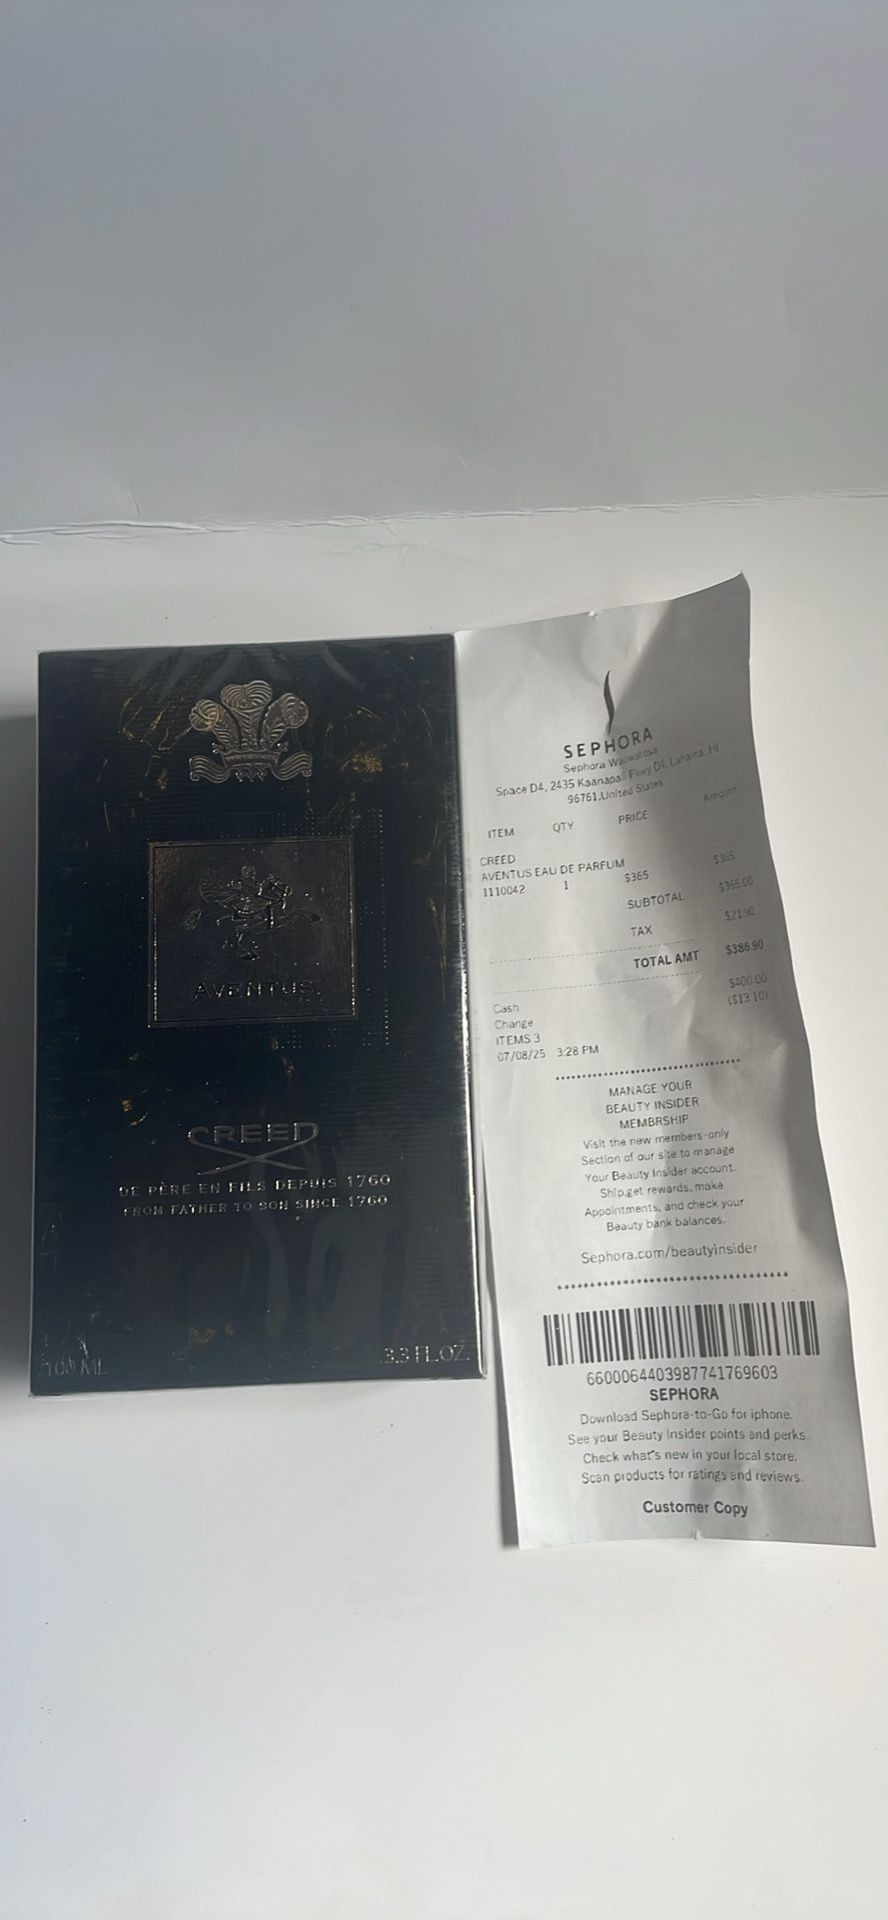 AVENTUS
CREED
DE PÈRE EN FILS DEPUIS 1760
FROM FATHER TO SON SINCE 1760
100 ML
3.3 FL.OZ
SEPHORA
Sephora Wauwatosa
Space D4, 2435 Kaanapali Pkwy D4, Lahaina, HI
96761,United States
ITEM QTY PRICE Amount
CREED
AVENTUS EAU DE PARFUM $365
1110042 1 $365
SUBTOTAL $365.00
TAX $21.90
TOTAL AMT $386.90
Cash $400.00
Change ($13.10)
ITEMS 3
07/08/25 3:28 PM
MANAGE YOUR
BEAUTY INSIDER
MEMBRSHIP
Visit the new members-only
Section of our site to manage
Your Beauty Insider account.
Ship,get rewards, make
Appointments, and check your
Beauty bank balances.
Sephora.com/beautyinsider
6600064403987741769603
SEPHORA
Download Sephora-to-Go for iphone.
See your Beauty Insider points and perks.
Check what's new in your local store.
Scan products for ratings and reviews.
Customer Copy